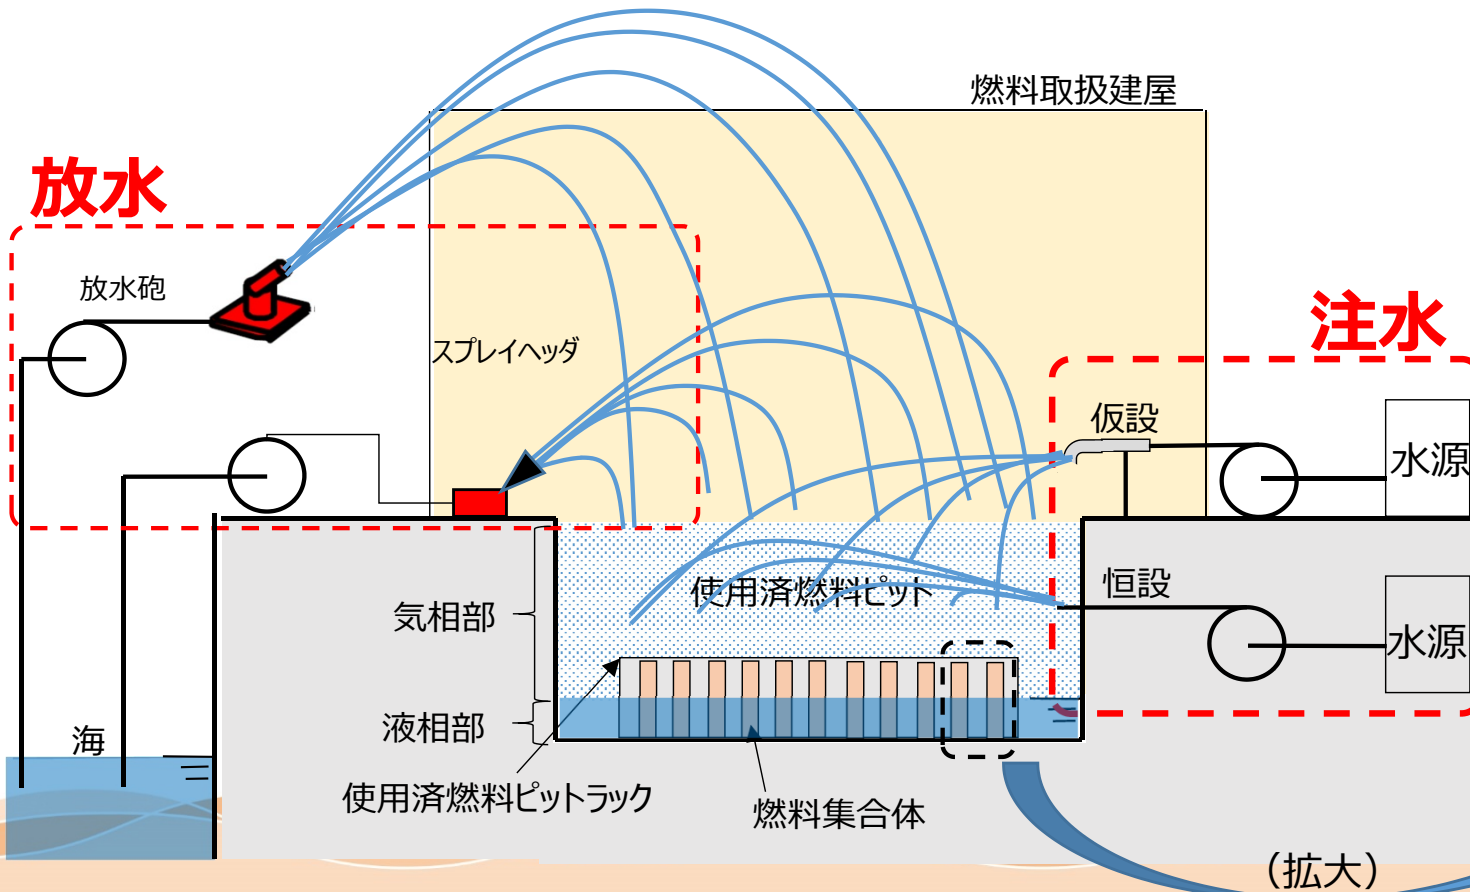 燃料取扱建屋
放水
放水砲
スプレイヘッダ
注水
仮設
水源
使用済燃料ピット
恒設
気相部
水源
液相部
海
使用済燃料ピットラック
燃料集合体
（拡大）